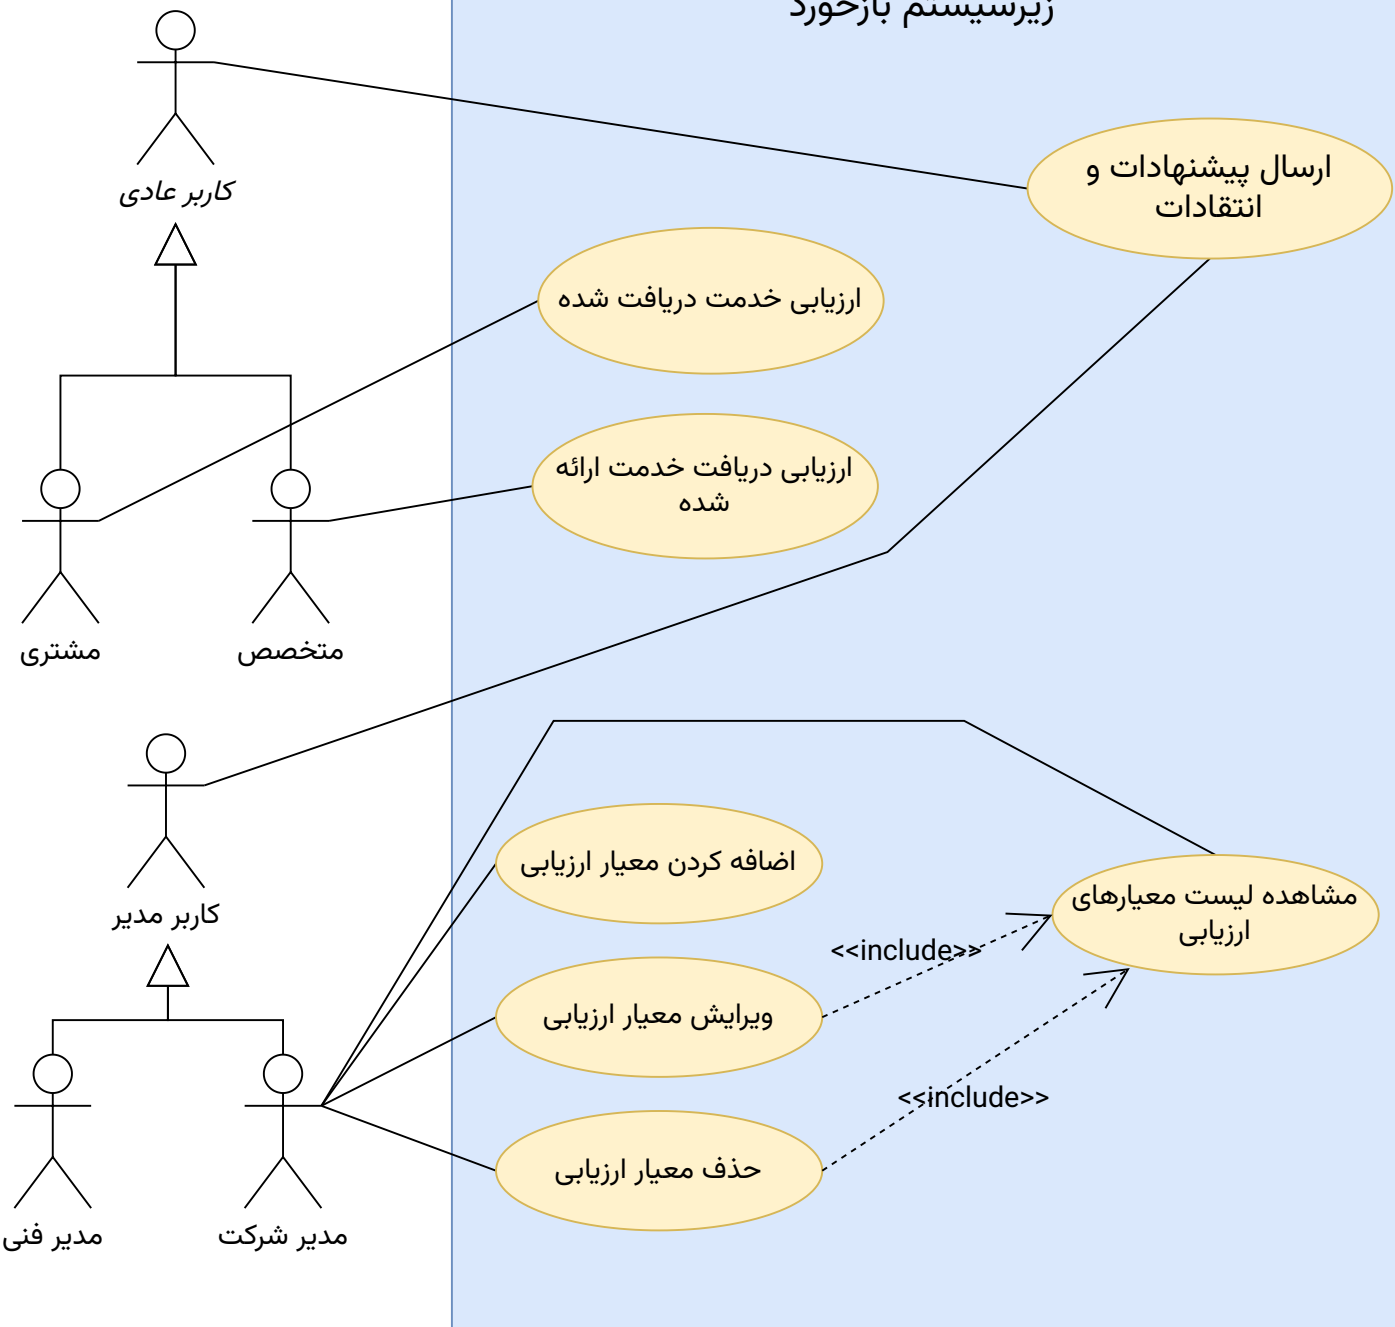 زیرسیستم بازخورد
کاربر عادی
ارسال پیشنهادات و
انتقادات
ارزیابی خدمت دریافت شده
ارزیابی دریافت خدمت ارائه
شده
مشتری
متخصص
کاربر مدیر
اضافه کردن معیار ارزیابی
مشاهده لیست معیارهای
ارزیابی
<<include>>
ویرایش معیار ارزیابی
<<include>>
حذف معیار ارزیابی
مدیر فنی
مدیر شرکت